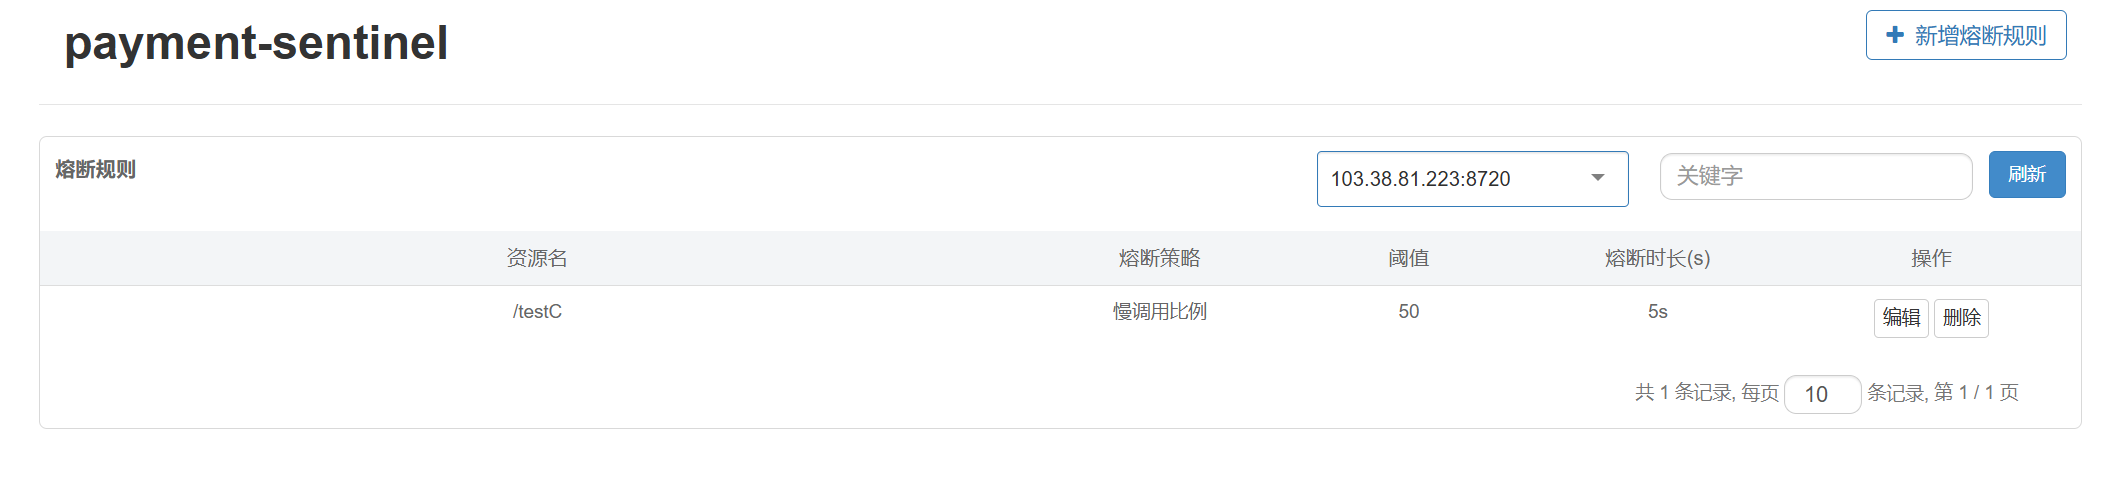 payment-sentinel
新增熔断规则
熔断规则
103.38.81.223:8720
关键字
刷新
资源名 熔断策略 阈值 熔断时长(s) 操作
/testC 慢调用比例 50 5s 编辑 删除
共 1 条记录, 每页 10 条记录, 第 1 / 1 页